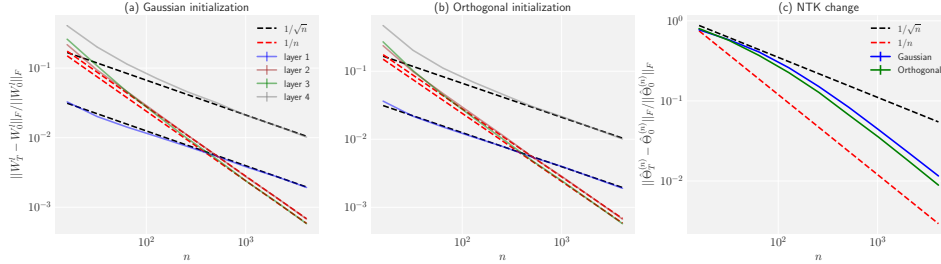 (a) Gaussian initialization
||W_T^l − W_0^l||_F/||W_0^l||_F
10^{-1}
10^{-2}
10^{-3}
10^2
10^3
n
1/√n
1/n
layer 1
layer 2
layer 3
layer 4
(b) Orthogonal initialization
10^{-1}
10^{-2}
10^{-3}
10^2
10^3
n
(c) NTK change
||Θ̂_T^{(n)} − Θ̂_0^{(n)}||_F/||Θ̂_0^{(n)}||_F
10^0
10^{-1}
10^{-2}
10^2
10^3
n
1/√n
1/n
Gaussian
Orthogonal